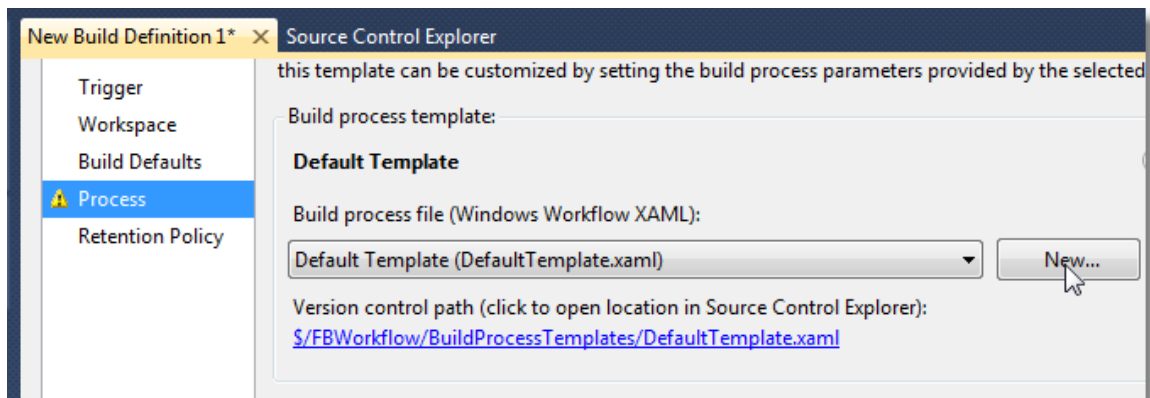 New Build Definition 1* Source Control Explorer
Trigger
Workspace
Build Defaults
Process
Retention Policy
this template can be customized by setting the build process parameters provided by the selected
Build process template:
Default Template
Build process file (Windows Workflow XAML):
Default Template (DefaultTemplate.xaml) New...
Version control path (click to open location in Source Control Explorer):
$/FBWorkflow/BuildProcessTemplates/DefaultTemplate.xaml